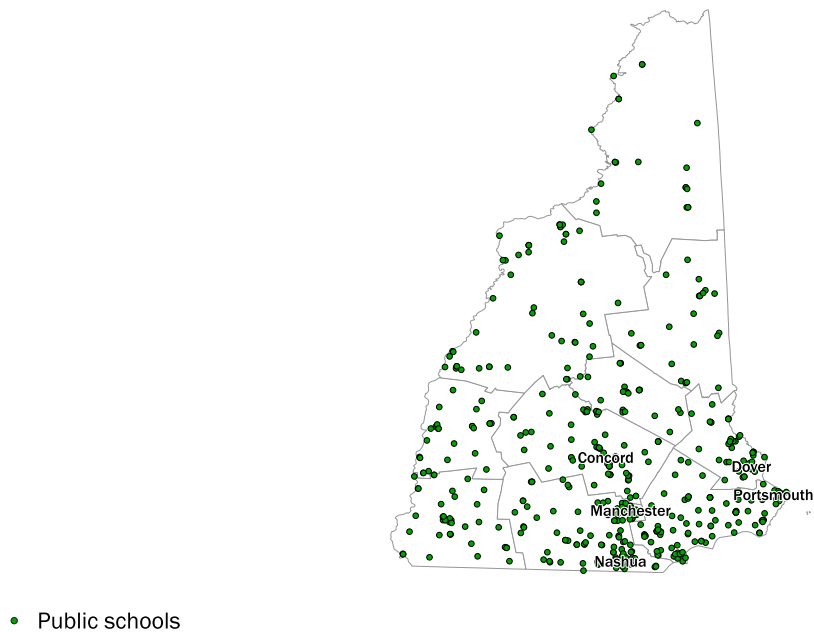 Concord
Dover
Portsmouth
Manchester
Nashua
Public schools